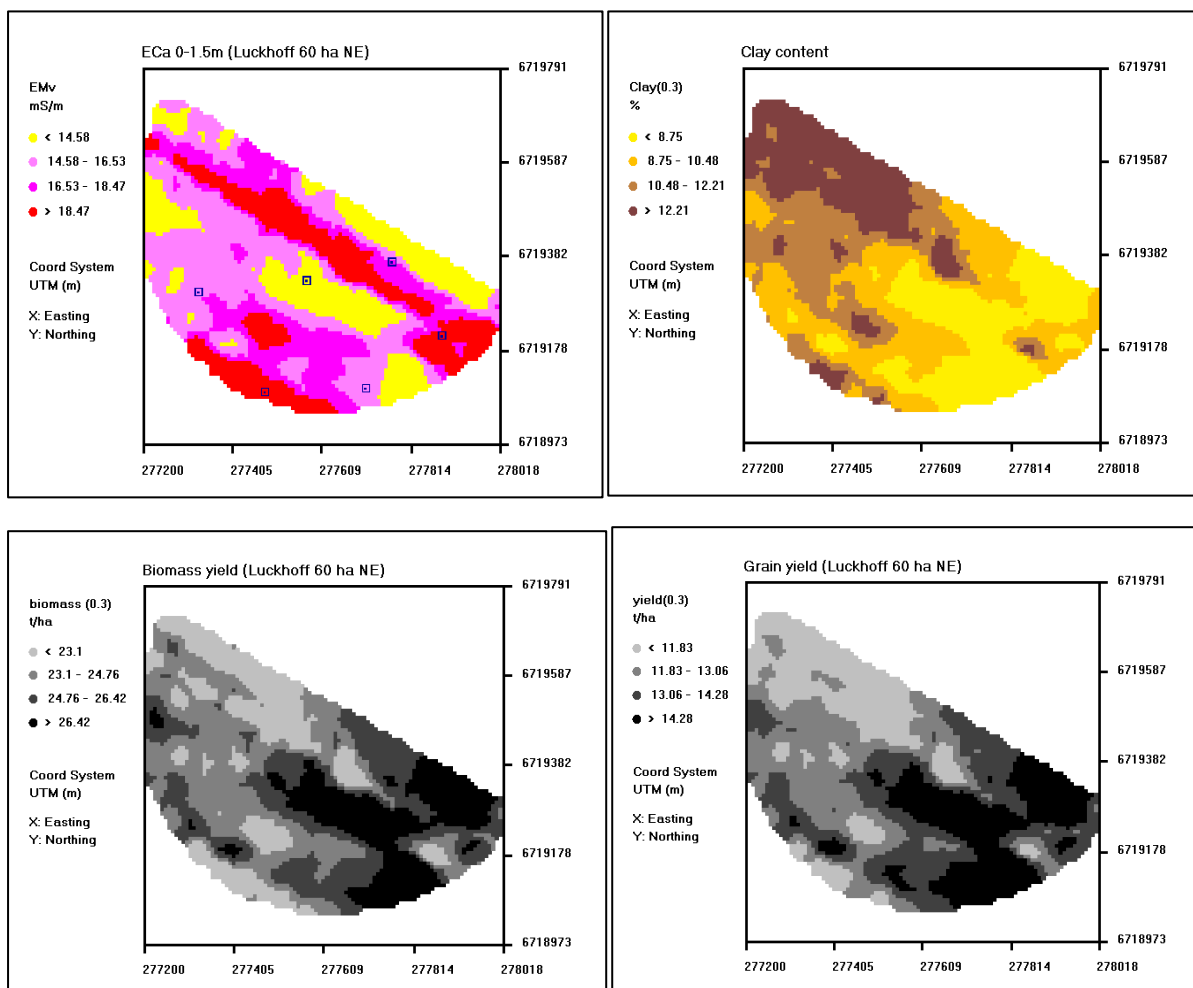 ECa 0-1.5m (Luckhoff 60 ha NE)
EMv
mS/m
< 14.58
14.58 - 16.53
16.53 - 18.47
> 18.47
Coord System
UTM (m)
X: Easting
Y: Northing
6719791
6719587
6719382
6719178
6718973
277200 277405 277609 277814 278018
Clay content
Clay(0.3)
%
< 8.75
8.75 - 10.48
10.48 - 12.21
> 12.21
Coord System
UTM (m)
X: Easting
Y: Northing
6719791
6719587
6719382
6719178
6718973
277200 277405 277609 277814 278018
Biomass yield (Luckhoff 60 ha NE)
biomass (0.3)
t/ha
< 23.1
23.1 - 24.76
24.76 - 26.42
> 26.42
Coord System
UTM (m)
X: Easting
Y: Northing
6719791
6719587
6719382
6719178
6718973
277200 277405 277609 277814 278018
Grain yield (Luckhoff 60 ha NE)
yield(0.3)
t/ha
< 11.83
11.83 - 13.06
13.06 - 14.28
> 14.28
Coord System
UTM (m)
X: Easting
Y: Northing
6719791
6719587
6719382
6719178
6718973
277200 277405 277609 277814 278018